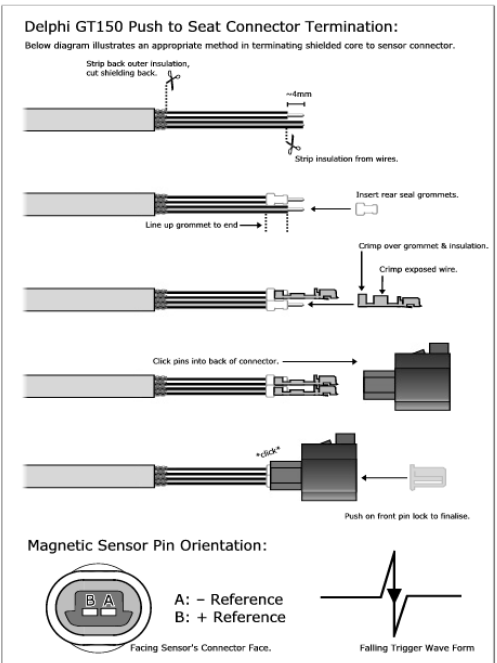 Delphi GT150 Push to Seat Connector Termination:
Below diagram illustrates an appropriate method in terminating shielded core to sensor connector.
Strip back outer insulation,
cut shielding back.
~4mm
Strip insulation from wires.
Insert rear seal grommets.
Line up grommet to end
Crimp over grommet & insulation.
Crimp exposed wire.
Click pins into back of connector.
*click*
Push on front pin lock to finalise.
Magnetic Sensor Pin Orientation:
B A
A: – Reference
B: + Reference
Facing Sensor's Connector Face.
Falling Trigger Wave Form